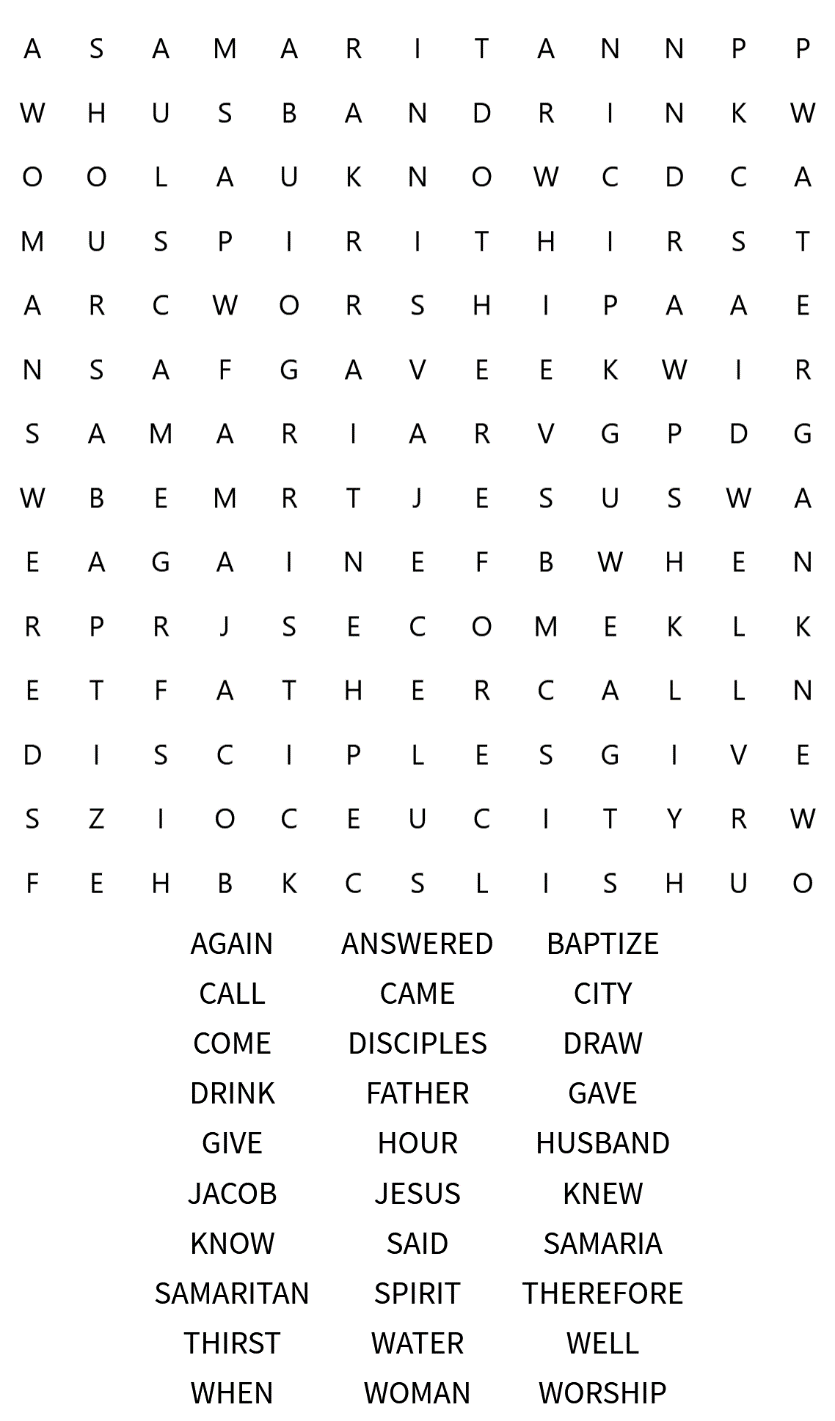 A S A M A R I T A N N P P
W H U S B A N D R I N K W
O O L A U K N O W C D C A
M U S P I R I T H I R S T
A R C W O R S H I P A A E
N S A F G A V E E K W I R
S A M A R I A R V G P D G
W B E M R T J E S U S W A
E A G A I N E F B W H E N
R P R J S E C O M E K L K
E T F A T H E R C A L L N
D I S C I P L E S G I V E
S Z I O C E U C I T Y R W
F E H B K C S L I S H U O
AGAIN ANSWERED BAPTIZE
CALL CAME CITY
COME DISCIPLES DRAW
DRINK FATHER GAVE
GIVE HOUR HUSBAND
JACOB JESUS KNEW
KNOW SAID SAMARIA
SAMARITAN SPIRIT THEREFORE
THIRST WATER WELL
WHEN WOMAN WORSHIP